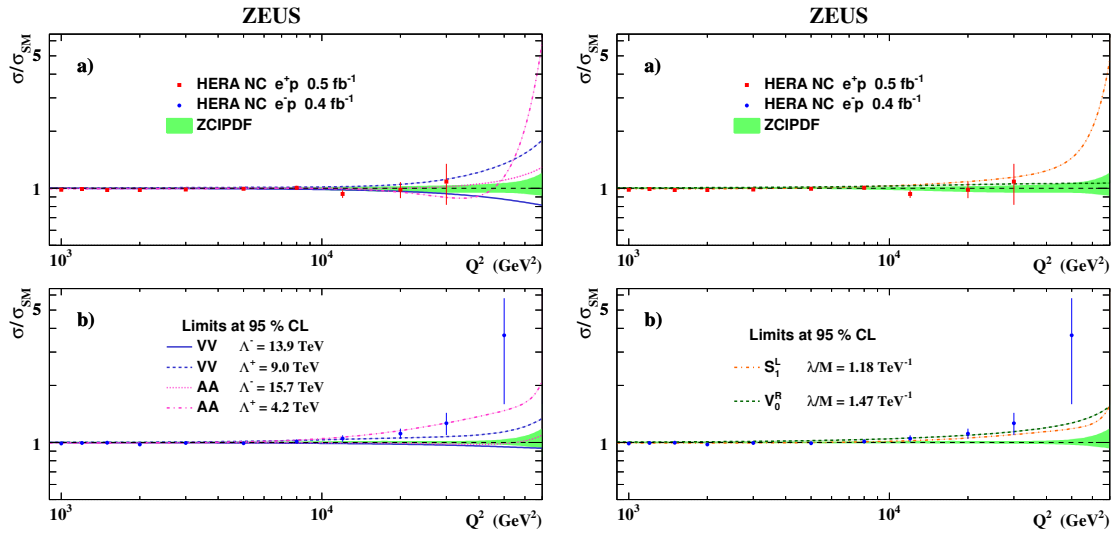 ZEUS
σ/σSM
5
a)
HERA NC e⁺p 0.5 fb⁻¹
HERA NC e⁻p 0.4 fb⁻¹
ZCIPDF
1
10³
10⁴
Q² (GeV²)
σ/σSM
5
b)
Limits at 95 % CL
VV Λ⁻ = 13.9 TeV
VV Λ⁺ = 9.0 TeV
AA Λ⁻ = 15.7 TeV
AA Λ⁺ = 4.2 TeV
1
10³
10⁴
Q² (GeV²)
ZEUS
σ/σSM
5
a)
HERA NC e⁺p 0.5 fb⁻¹
HERA NC e⁻p 0.4 fb⁻¹
ZCIPDF
1
10³
10⁴
Q² (GeV²)
σ/σSM
5
b)
Limits at 95 % CL
S₁ᴸ λ/M = 1.18 TeV⁻¹
V₀ᴿ λ/M = 1.47 TeV⁻¹
1
10³
10⁴
Q² (GeV²)